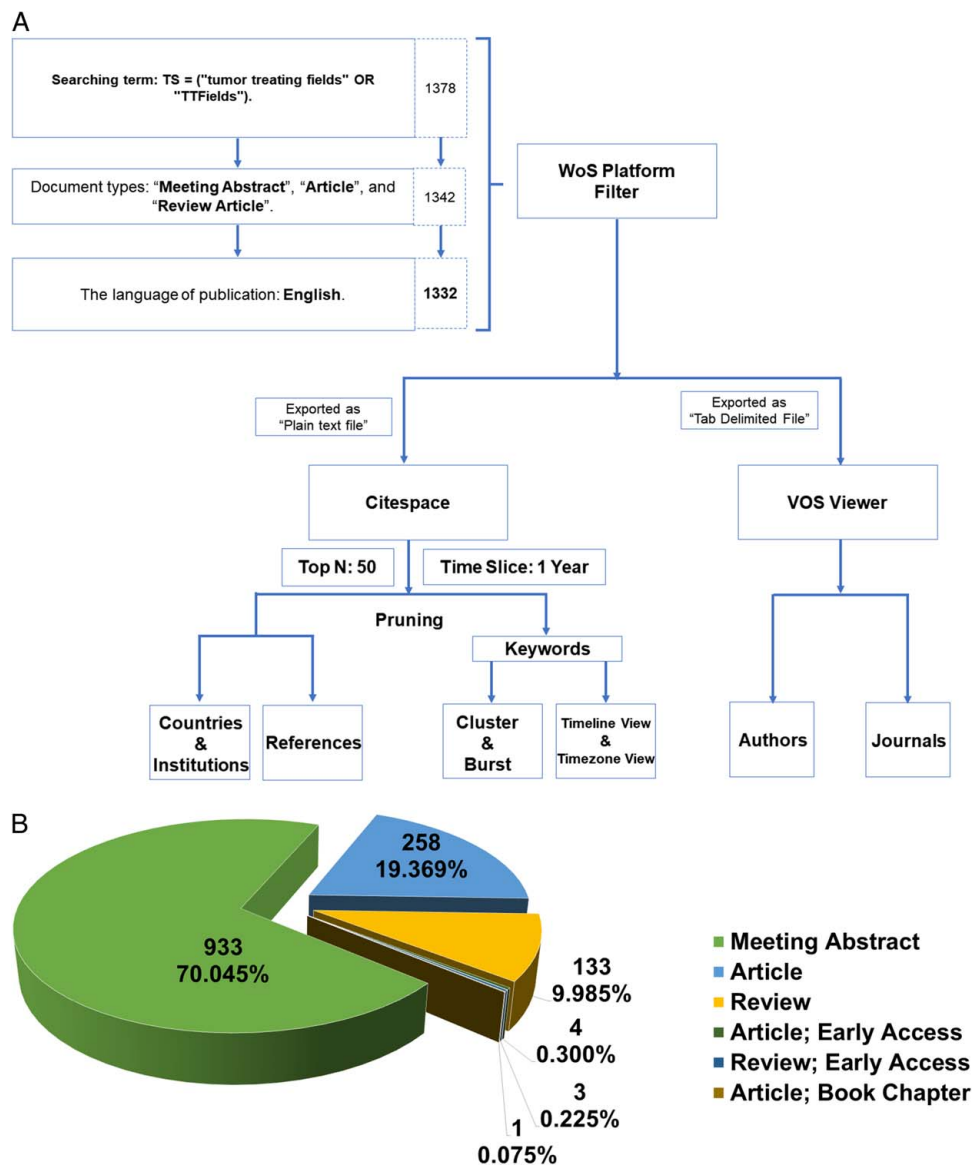 A
Searching term: TS = ("tumor treating fields" OR
"TTFields").
1378
Document types: “Meeting Abstract”, “Article”, and
“Review Article”.
1342
The language of publication: English.
1332
WoS Platform
Filter
Exported as
“Plain text file”
Exported as
“Tab Delimited File”
Citespace
VOS Viewer
Top N: 50
Time Slice: 1 Year
Pruning
Keywords
Countries
&
Institutions
References
Cluster
&
Burst
Timeline View
&
Timezone View
Authors
Journals
B
258
19.369%
933
70.045%
133
9.985%
4
0.300%
3
0.225%
1
0.075%
Meeting Abstract
Article
Review
Article; Early Access
Review; Early Access
Article; Book Chapter